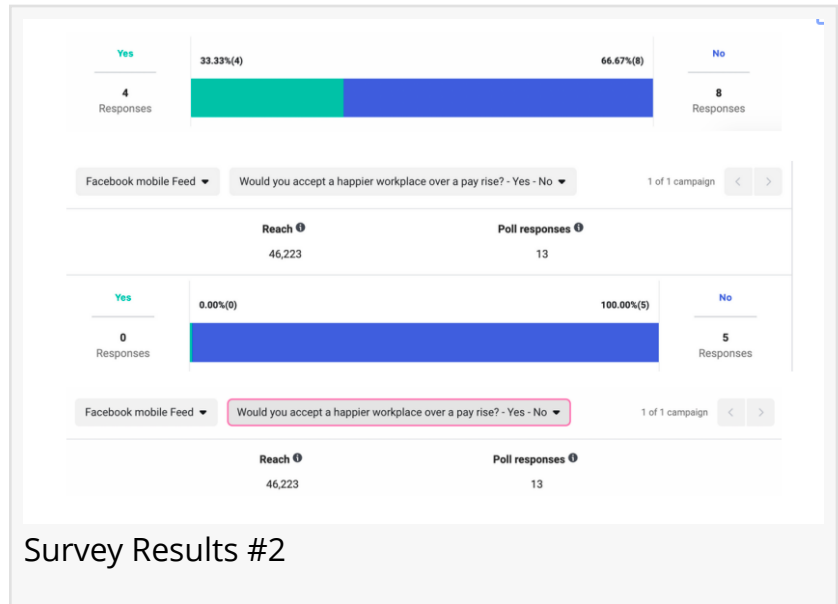 Yes
33.33%(4)
66.67%(8)
No
4
Responses
8
Responses
Facebook mobile Feed
Would you accept a happier workplace over a pay rise? - Yes - No
1 of 1 campaign
Reach
Poll responses
46,223
13
Yes
0.00%(0)
100.00%(5)
No
0
Responses
5
Responses
Facebook mobile Feed
Would you accept a happier workplace over a pay rise? - Yes - No
1 of 1 campaign
Reach
Poll responses
46,223
13
Survey Results #2